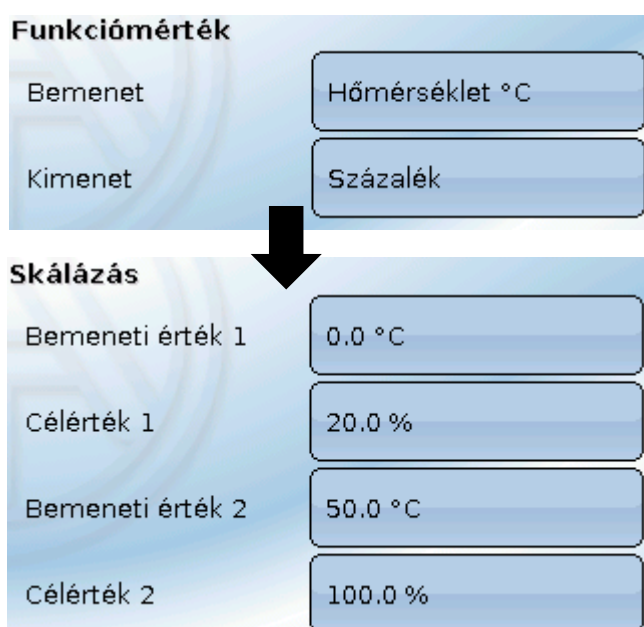 Funkciómérték
Bemenet Hőmérséklet °C
Kimenet Százalék
Skálázás
Bemeneti érték 1 0.0 °C
Célérték 1 20.0 %
Bemeneti érték 2 50.0 °C
Célérték 2 100.0 %